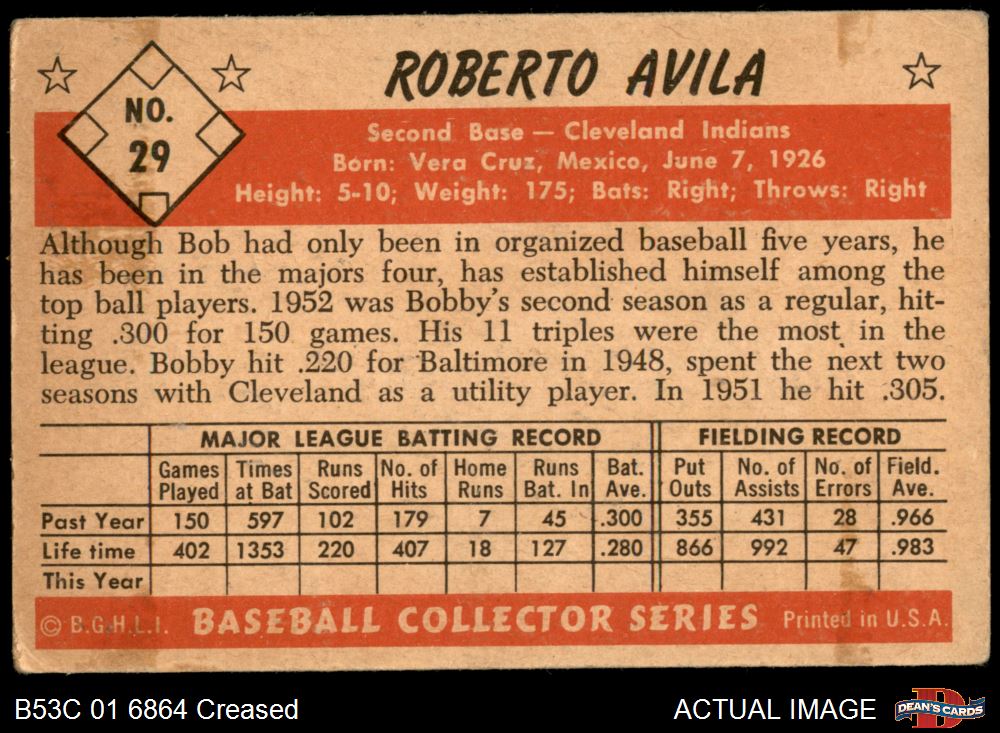 NO.
29
ROBERTO AVILA
Second Base — Cleveland Indians
Born: Vera Cruz, Mexico, June 7, 1926
Height: 5-10; Weight: 175; Bats: Right; Throws: Right
Although Bob had only been in organized baseball five years, he
has been in the majors four, has established himself among the
top ball players. 1952 was Bobby's second season as a regular, hit-
ting .300 for 150 games. His 11 triples were the most in the
league. Bobby hit .220 for Baltimore in 1948, spent the next two
seasons with Cleveland as a utility player. In 1951 he hit .305.
MAJOR LEAGUE BATTING RECORD FIELDING RECORD
Games Times Runs No. of Home Runs Bat. Put No. of No. of Field.
Played at Bat Scored Hits Runs Bat. In Ave. Outs Assists Errors Ave.
Past Year 150 597 102 179 7 45 .300 355 431 28 .966
Life time 402 1353 220 407 18 127 .280 866 992 47 .983
This Year
© B.G.H.L.I. BASEBALL COLLECTOR SERIES Printed in U.S.A.
B53C 01 6864 Creased ACTUAL IMAGE DEAN'S CARDS